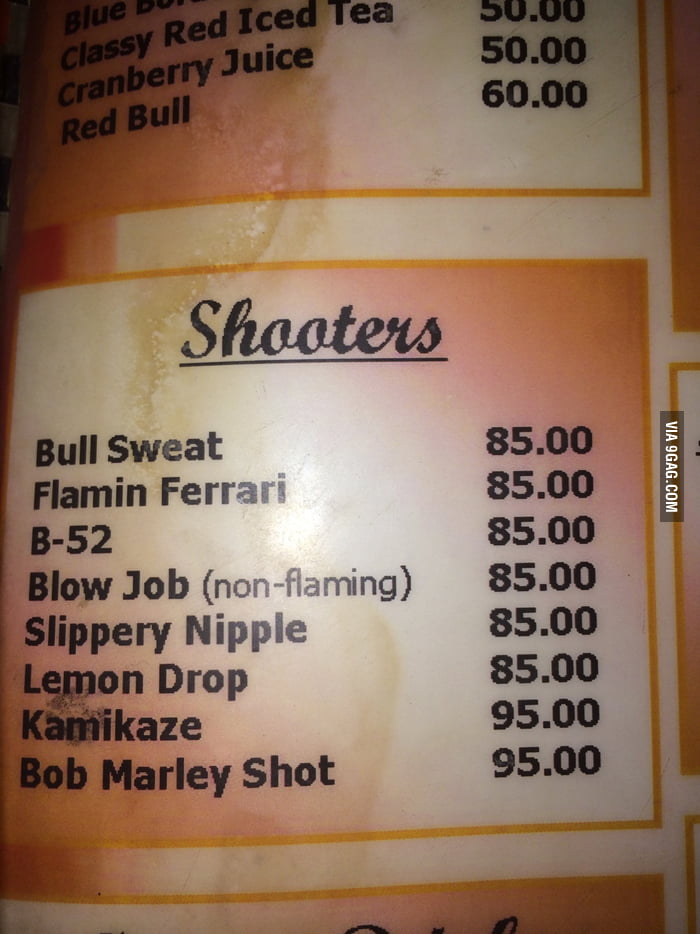 Classy Red Iced Tea 50.00
Cranberry Juice 50.00
Red Bull 60.00
Shooters
Bull Sweat 85.00
Flamin Ferrari 85.00
B-52 85.00
Blow Job (non-flaming) 85.00
Slippery Nipple 85.00
Lemon Drop 85.00
Kamikaze 95.00
Bob Marley Shot 95.00
VIA 9GAG.COM